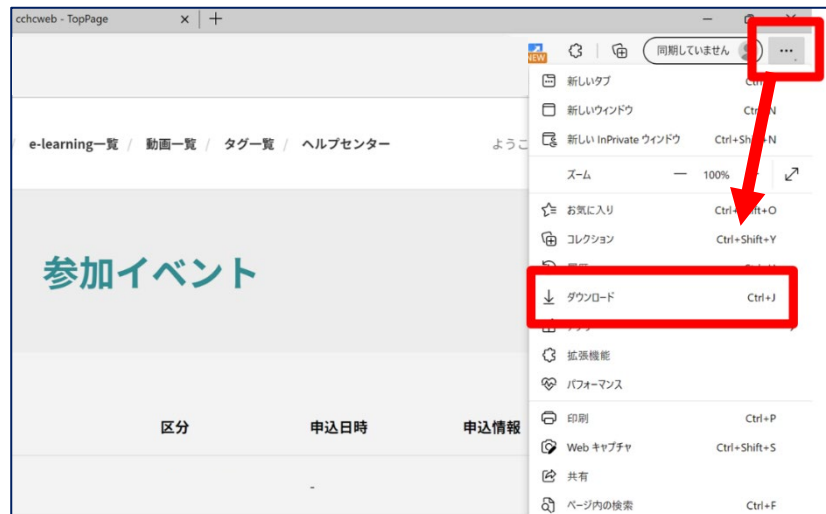 cchcweb - TopPage
NEW
同期していません
新しいタブ
新しいウィンドウ
新しい InPrivate ウィンドウ Ctrl+Shift+N
ズーム 100%
e-learning一覧 / 動画一覧 / タグ一覧 / ヘルプセンター
ようこ
お気に入り
コレクション Ctrl+Shift+Y
参加イベント
ダウンロード Ctrl+J
拡張機能
パフォーマンス
区分 申込日時 申込情報
-
印刷 Ctrl+P
Web キャプチャ Ctrl+Shift+S
共有
ページ内の検索 Ctrl+F